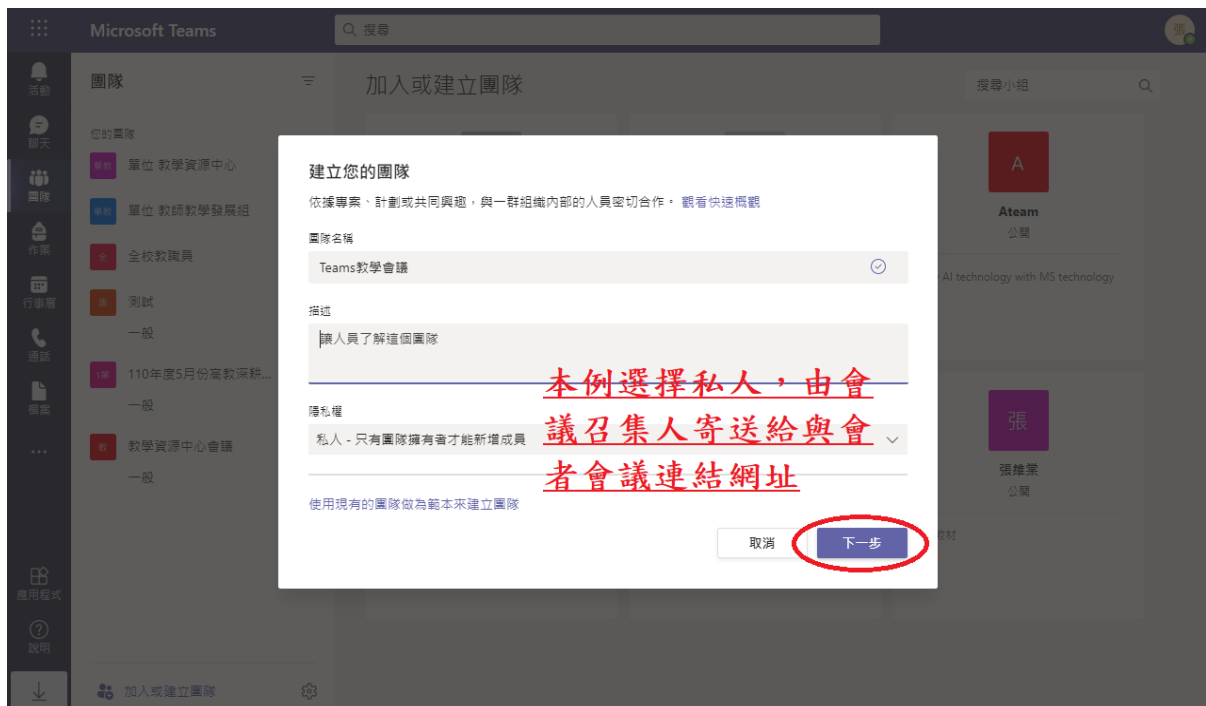 Microsoft Teams
搜尋
張
活動
聊天
團隊
作業
行事曆
通話
檔案
應用程式
說明
團隊
您的團隊
單位 教學資源中心
單位 教師教學發展組
全
全校教職員
測
測試
一般
110年度5月份高教深耕...
一般
教
教學資源中心會議
一般
加入或建立團隊
加入或建立團隊
搜尋小組
A
Ateam
公開
AI technology with MS technology
張
張維棠
公開
教材
建立您的團隊
依據專案、計劃或共同興趣，與一群組織內部的人員密切合作。 觀看快速概觀
團隊名稱
Teams教學會議
描述
讓人員了解這個團隊
隱私權
私人 - 只有團隊擁有者才能新增成員
使用現有的團隊做為範本來建立團隊
取消
下一步
本例選擇私人，由會
議召集人寄送給與會
者會議連結網址